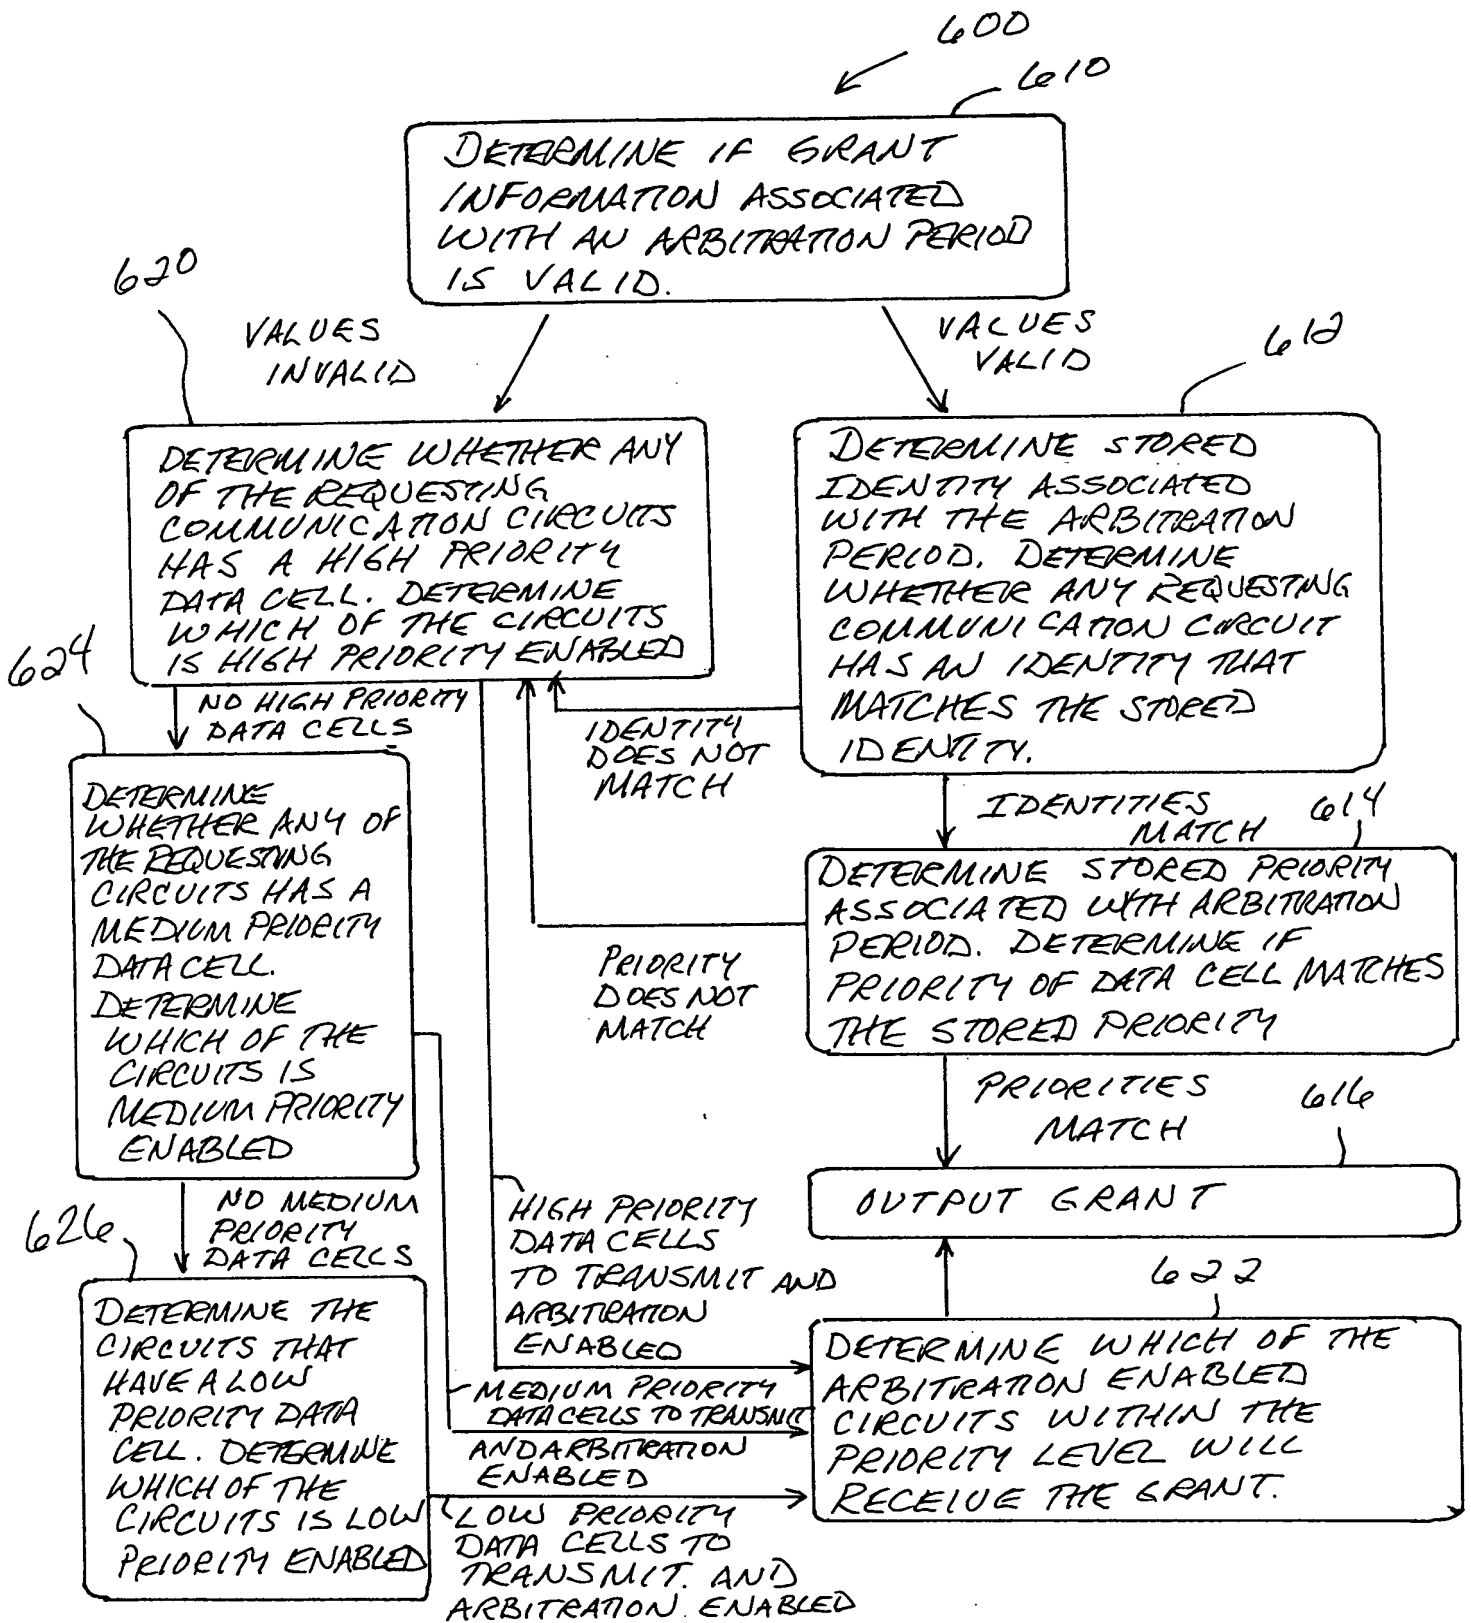 600
610
DETERMINE IF GRANT
INFORMATION ASSOCIATED
WITH AN ARBITRATION PERIOD
IS VALID.
620
VALUES
INVALID
VALUES
VALID
612
DETERMINE WHETHER ANY
OF THE REQUESTING
COMMUNICATION CIRCUITS
HAS A HIGH PRIORITY
DATA CELL. DETERMINE
WHICH OF THE CIRCUITS
IS HIGH PRIORITY ENABLED
DETERMINE STORED
IDENTITY ASSOCIATED
WITH THE ARBITRATION
PERIOD. DETERMINE
WHETHER ANY REQUESTING
COMMUNICATION CIRCUIT
HAS AN IDENTITY THAT
MATCHES THE STORED
IDENTITY.
624
NO HIGH PRIORITY
DATA CELLS
IDENTITY
DOES NOT
MATCH
IDENTITIES
MATCH
614
DETERMINE
WHETHER ANY OF
THE REQUESTING
CIRCUITS HAS A
MEDIUM PRIORITY
DATA CELL.
DETERMINE
WHICH OF THE
CIRCUITS IS
MEDIUM PRIORITY
ENABLED
DETERMINE STORED PRIORITY
ASSOCIATED WITH ARBITRATION
PERIOD. DETERMINE IF
PRIORITY OF DATA CELL MATCHES
THE STORED PRIORITY
PRIORITY
DOES NOT
MATCH
PRIORITIES
MATCH
616
OUTPUT GRANT
626
NO MEDIUM
PRIORITY
DATA CELLS
HIGH PRIORITY
DATA CELLS
TO TRANSMIT AND
ARBITRATION
ENABLED
622
DETERMINE THE
CIRCUITS THAT
HAVE A LOW
PRIORITY DATA
CELL. DETERMINE
WHICH OF THE
CIRCUITS IS LOW
PRIORITY ENABLED
MEDIUM PRIORITY
DATA CELLS TO TRANSMIT
AND ARBITRATION
ENABLED
DETERMINE WHICH OF THE
ARBITRATION ENABLED
CIRCUITS WITHIN THE
PRIORITY LEVEL WILL
RECEIVE THE GRANT.
LOW PRIORITY
DATA CELLS TO
TRANSMIT. AND
ARBITRATION ENABLED